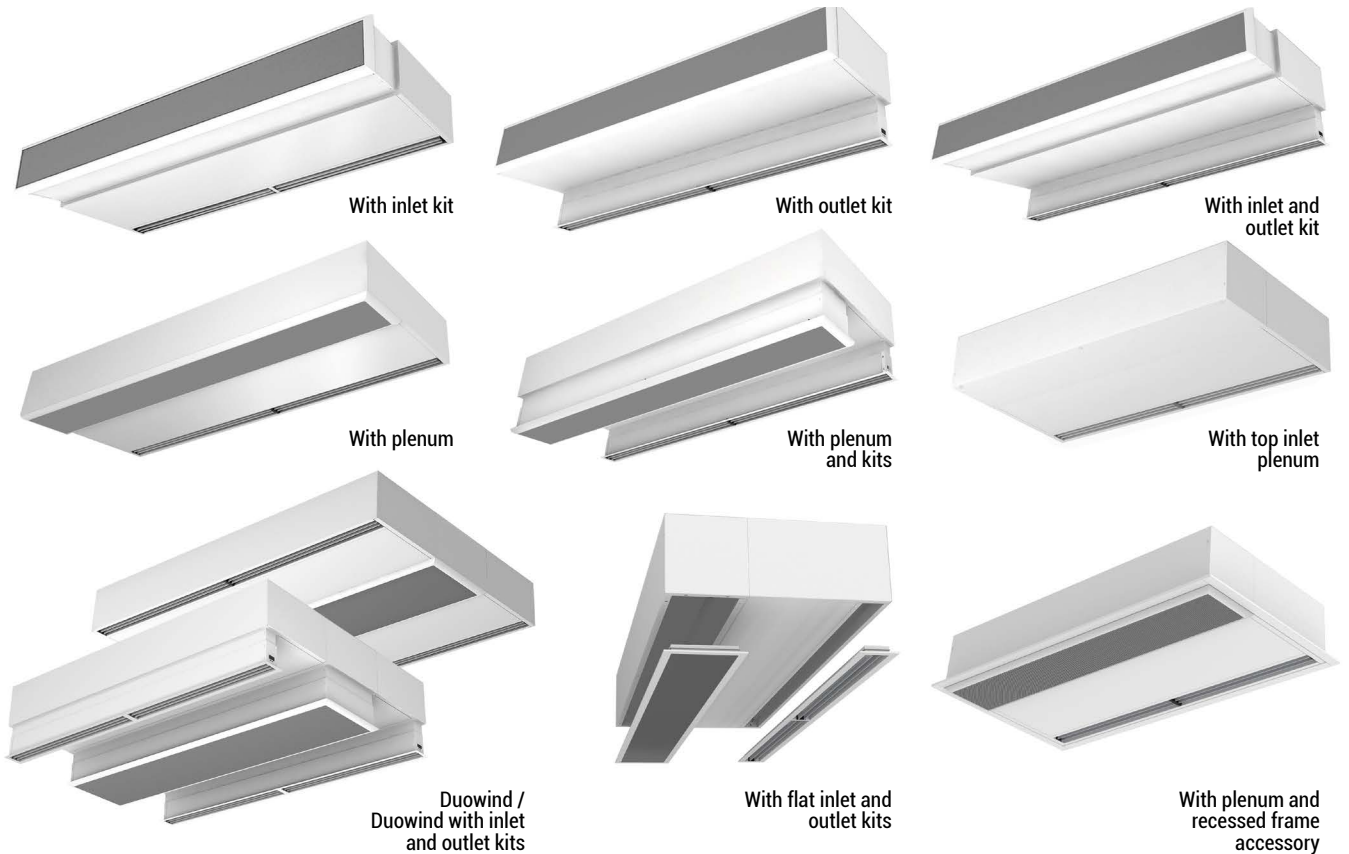 With inlet kit
With outlet kit
With inlet and
outlet kit
With plenum
With plenum
and kits
With top inlet
plenum
Duowind /
Duowind with inlet
and outlet kits
With flat inlet and
outlet kits
With plenum and
recessed frame
accessory